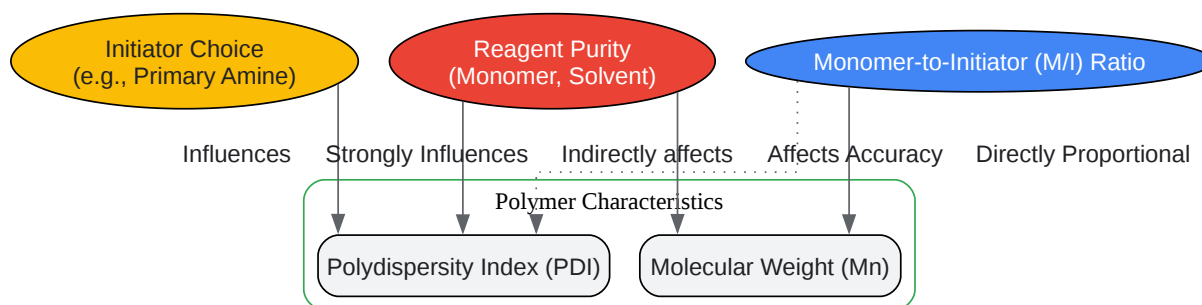 Initiator Choice
(e.g., Primary Amine)
Reagent Purity
(Monomer, Solvent)
Monomer-to-Initiator (M/I) Ratio
Influences
Strongly Influences
Indirectly affects
Affects Accuracy
Directly Proportional
Polymer Characteristics
Polydispersity Index (PDI)
Molecular Weight (Mn)